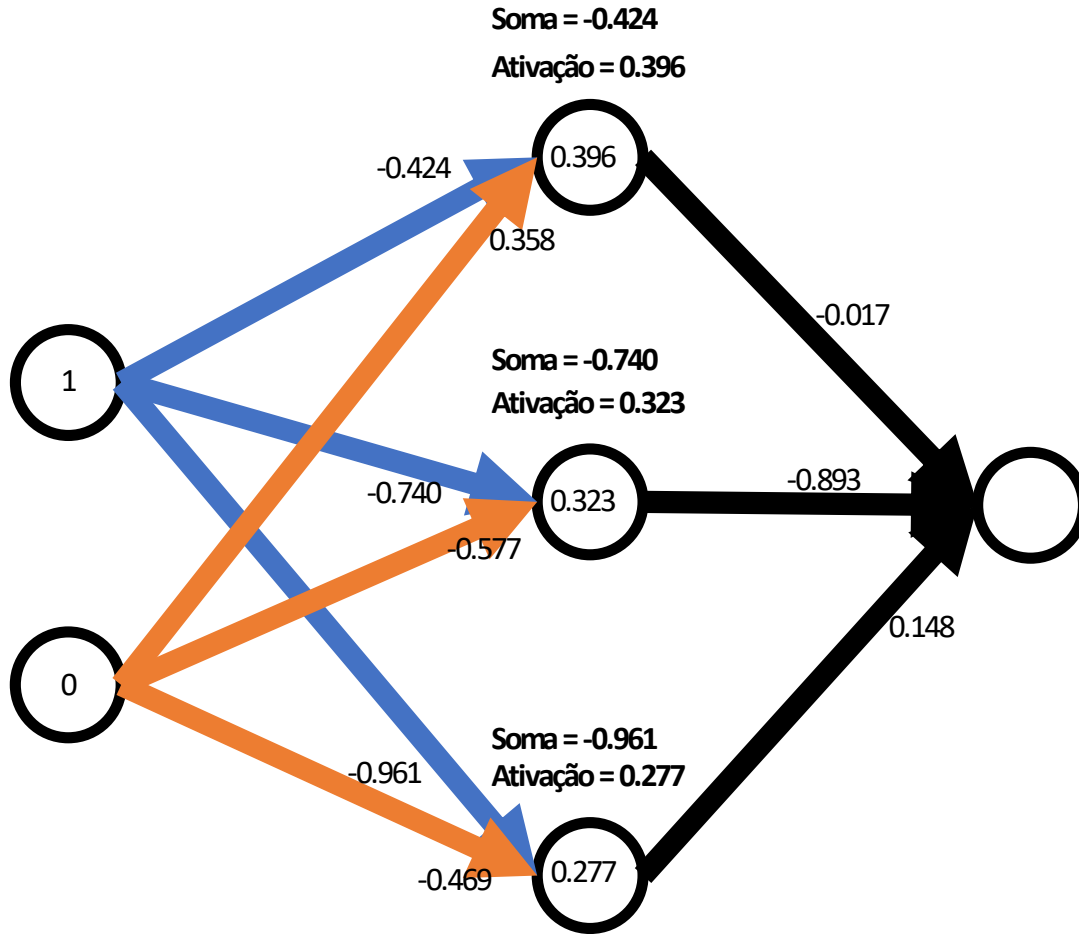 Soma = -0.424
Ativação = 0.396
0.396
-0.424
0.358
-0.017
Soma = -0.740
Ativação = 0.323
1
-0.740
0.323
-0.893
-0.577
0.148
0
Soma = -0.961
Ativação = 0.277
-0.961
-0.469
0.277